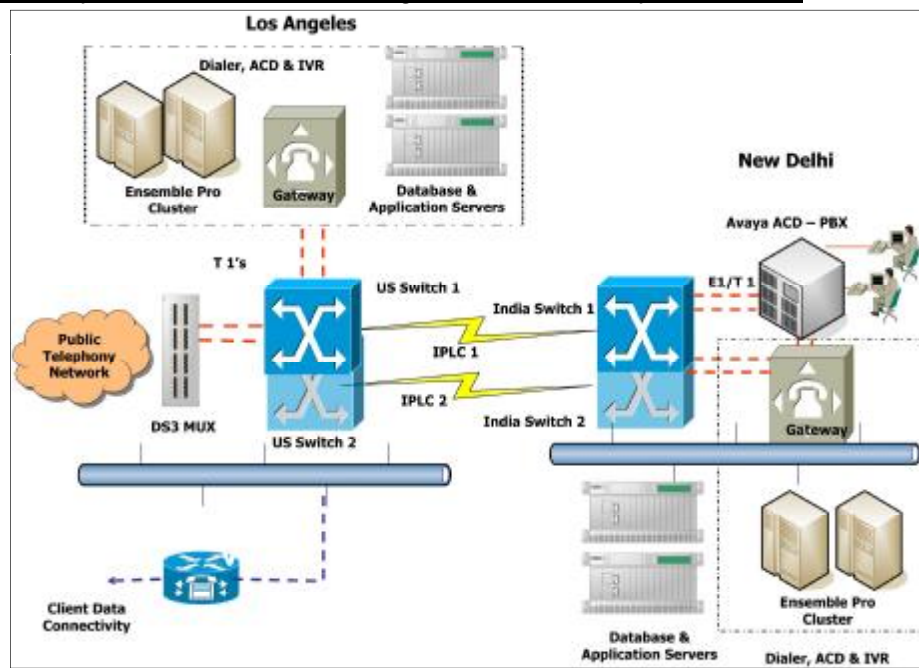 Los Angeles
Dialer, ACD & IVR
Ensemble Pro
Cluster
Gateway
Database &
Application Servers
New Delhi
Avaya ACD – PBX
T 1's
US Switch 1
India Switch 1
E1/T 1
Public
Telephony
Network
IPLC 1
IPLC 2
DS3 MUX
US Switch 2
India Switch 2
Gateway
Client Data
Connectivity
Ensemble Pro
Cluster
Database &
Application Servers
Dialer, ACD & IVR